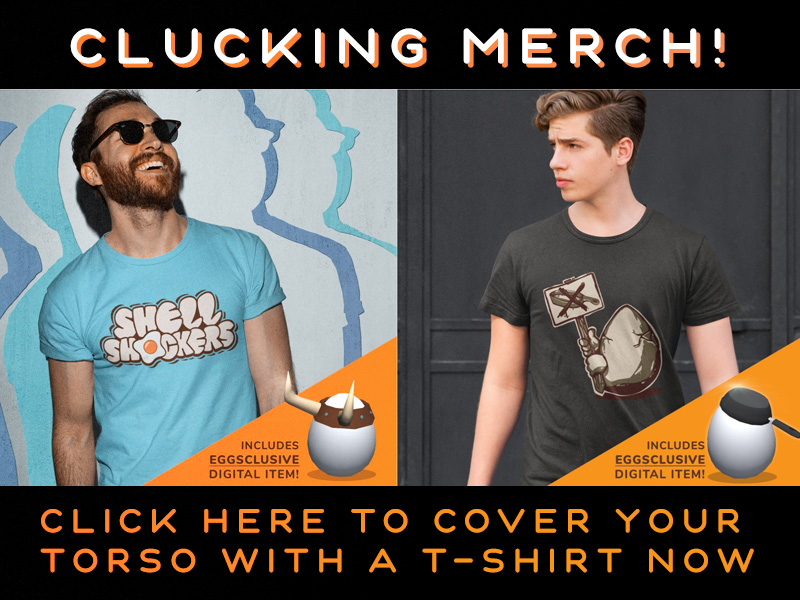 CLUCKING MERCH!
SHELL
SHOCKERS
INCLUDES
EGGSCLUSIVE
DIGITAL ITEM!
INCLUDES
EGGSCLUSIVE
DIGITAL ITEM!
CLICK HERE TO COVER YOUR
TORSO WITH A T-SHIRT NOW